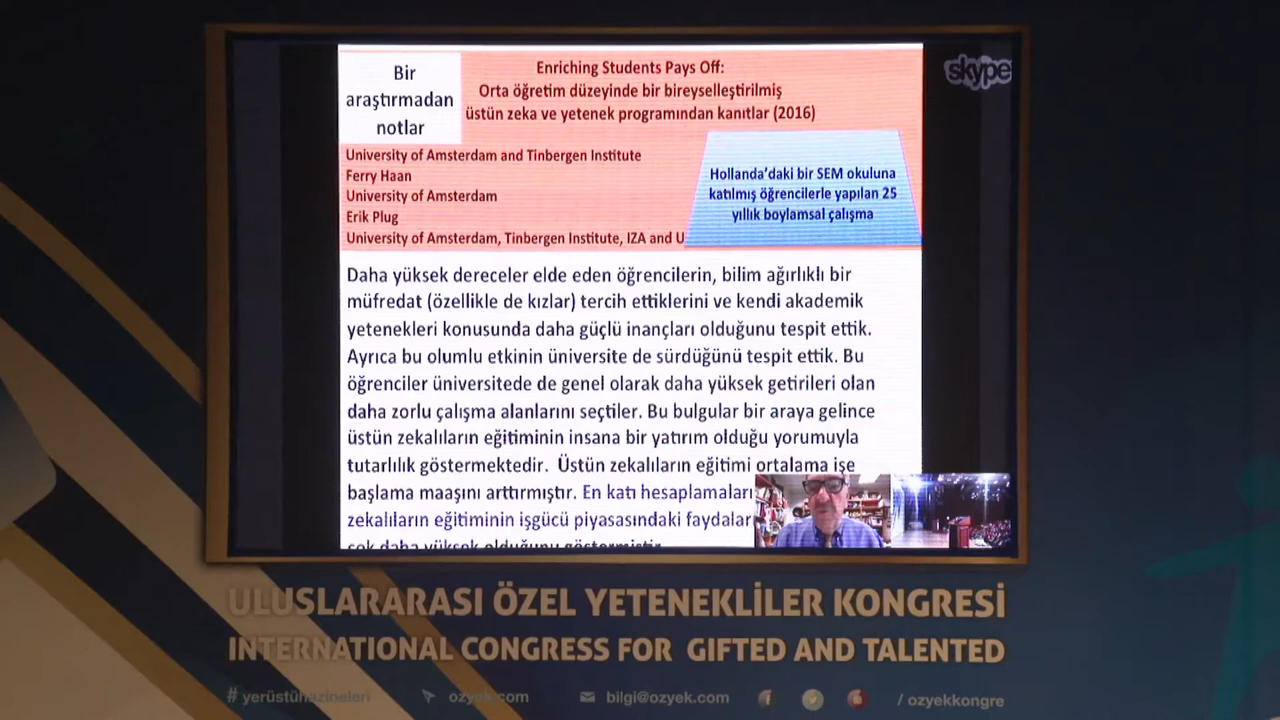 skype
Bir
araştırmadan
notlar
Enriching Students Pays Off:
Orta öğretim düzeyinde bir bireyselleştirilmiş
üstün zeka ve yetenek programından kanıtlar (2016)
University of Amsterdam and Tinbergen Institute
Ferry Haan
University of Amsterdam
Erik Plug
University of Amsterdam, Tinbergen Institute, IZA and U
Hollanda'daki bir SEM okuluna
katılmış öğrencilerle yapılan 25
yıllık boylamsal çalışma
Daha yüksek dereceler elde eden öğrencilerin, bilim ağırlıklı bir
müfredat (özellikle de kızlar) tercih ettiklerini ve kendi akademik
yetenekleri konusunda daha güçlü inançları olduğunu tespit ettik.
Ayrıca bu olumlu etkinin üniversite de sürdüğünü tespit ettik. Bu
öğrenciler üniversitede de genel olarak daha yüksek getirileri olan
daha zorlu çalışma alanlarını seçtiler. Bu bulgular bir araya gelince
üstün zekalıların eğitiminin insana bir yatırım olduğu yorumuyla
tutarlılık göstermektedir. Üstün zekalıların eğitimi ortalama işe
başlama maaşını arttırmıştır. En katı hesaplamaları
zekalıların eğitiminin işgücü piyasasındaki faydalar
çok daha yüksek olduğunu göstermiştir
ULUSLARARASI ÖZEL YETENEKLİLER KONGRESİ
INTERNATIONAL CONGRESS FOR GIFTED AND TALENTED
#yerüstühazineleri ozyek.com bilgi@ozyek.com /ozyekkongre